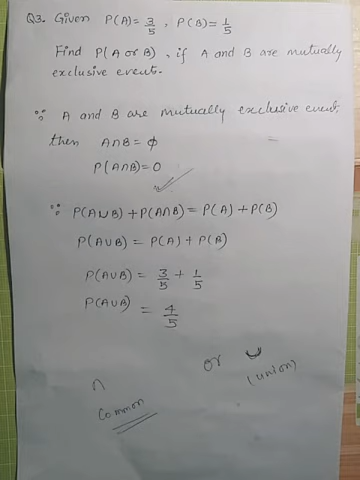 Q3. Given P(A)=3/5, P(B)=1/5
Find P(A or B), if A and B are mutually
exclusive event.
∵ A and B are mutually exclusive event,
then A∩B = φ
P(A∩B)=0
∵ P(A∪B)+P(A∩B)=P(A)+P(B)
P(A∪B) = P(A)+P(B)
P(A∪B) = 3/5 + 1/5
P(A∪B) = 4/5
or ∪
(union)
∩
Common